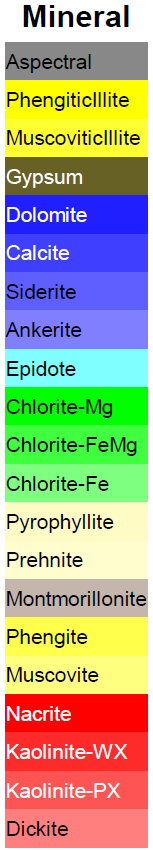 Mineral
Aspectral
PhengiticIllite
MuscoviticIllite
Gypsum
Dolomite
Calcite
Siderite
Ankerite
Epidote
Chlorite-Mg
Chlorite-FeMg
Chlorite-Fe
Pyrophyllite
Prehnite
Montmorillonite
Phengite
Muscovite
Nacrite
Kaolinite-WX
Kaolinite-PX
Dickite